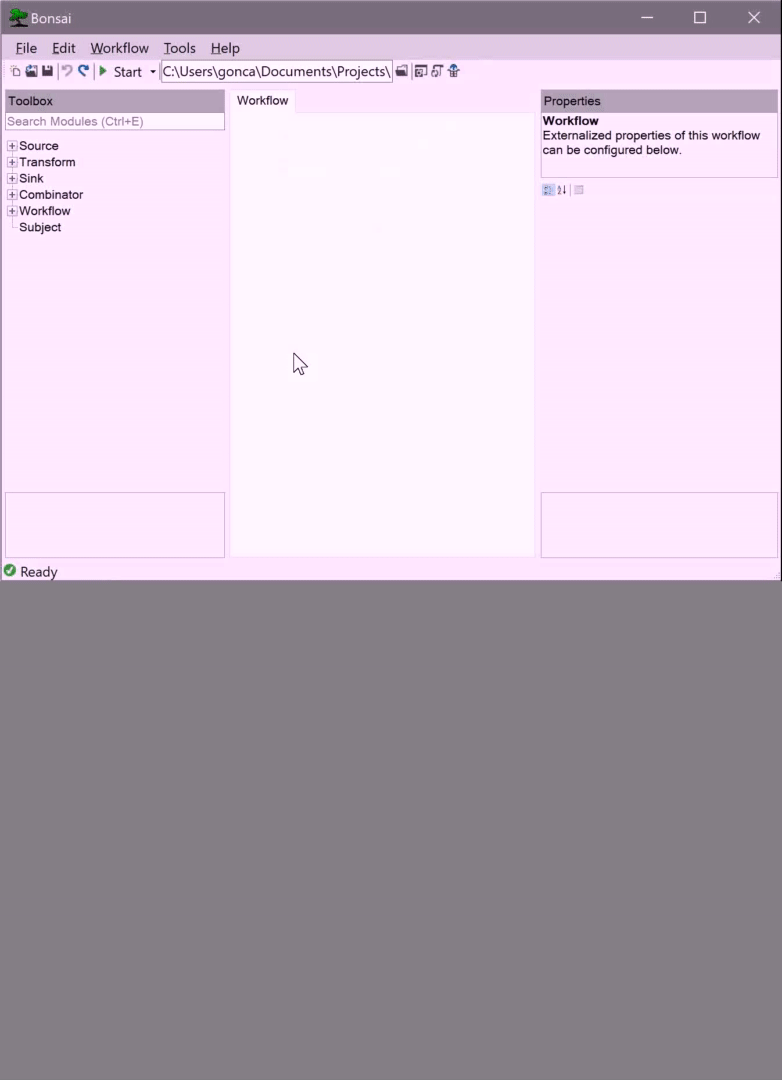 Bonsai
File Edit Workflow Tools Help
Start C:\Users\gonca\Documents\Projects\
Toolbox
Search Modules (Ctrl+E)
Source
Transform
Sink
Combinator
Workflow
Subject
Workflow
Properties
Workflow
Externalized properties of this workflow
can be configured below.
Ready